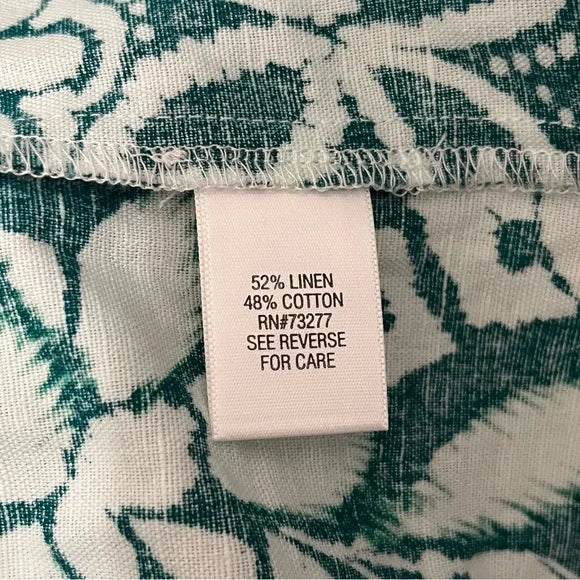 52% LINEN
48% COTTON
RN#73277
SEE REVERSE
FOR CARE